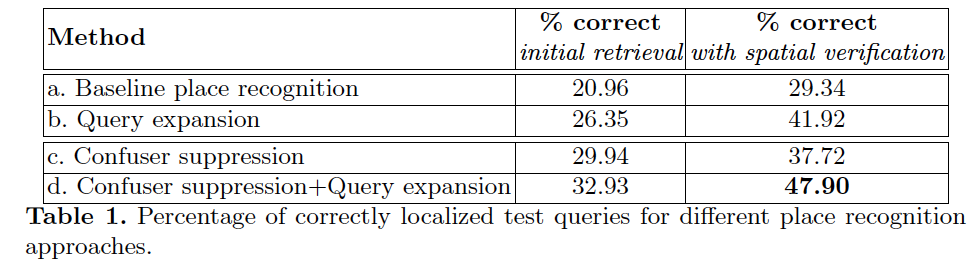 Method % correct % correct
initial retrieval with spatial verification
a. Baseline place recognition 20.96 29.34
b. Query expansion 26.35 41.92
c. Confuser suppression 29.94 37.72
d. Confuser suppression+Query expansion 32.93 47.90
Table 1. Percentage of correctly localized test queries for different place recognition
approaches.